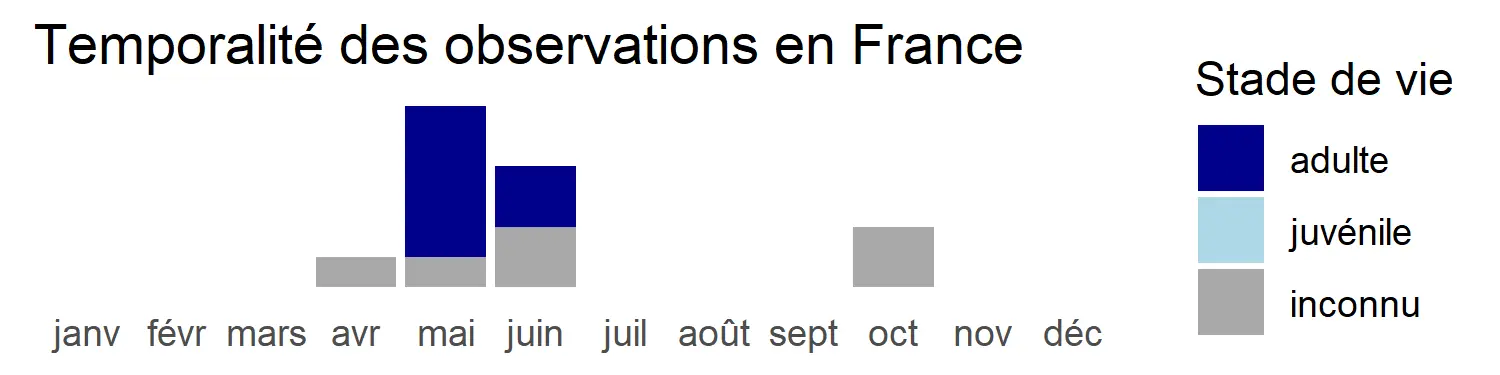 Temporalité des observations en France
janv févr mars avr mai juin juil août sept oct nov déc
Stade de vie
adulte
juvénile
inconnu